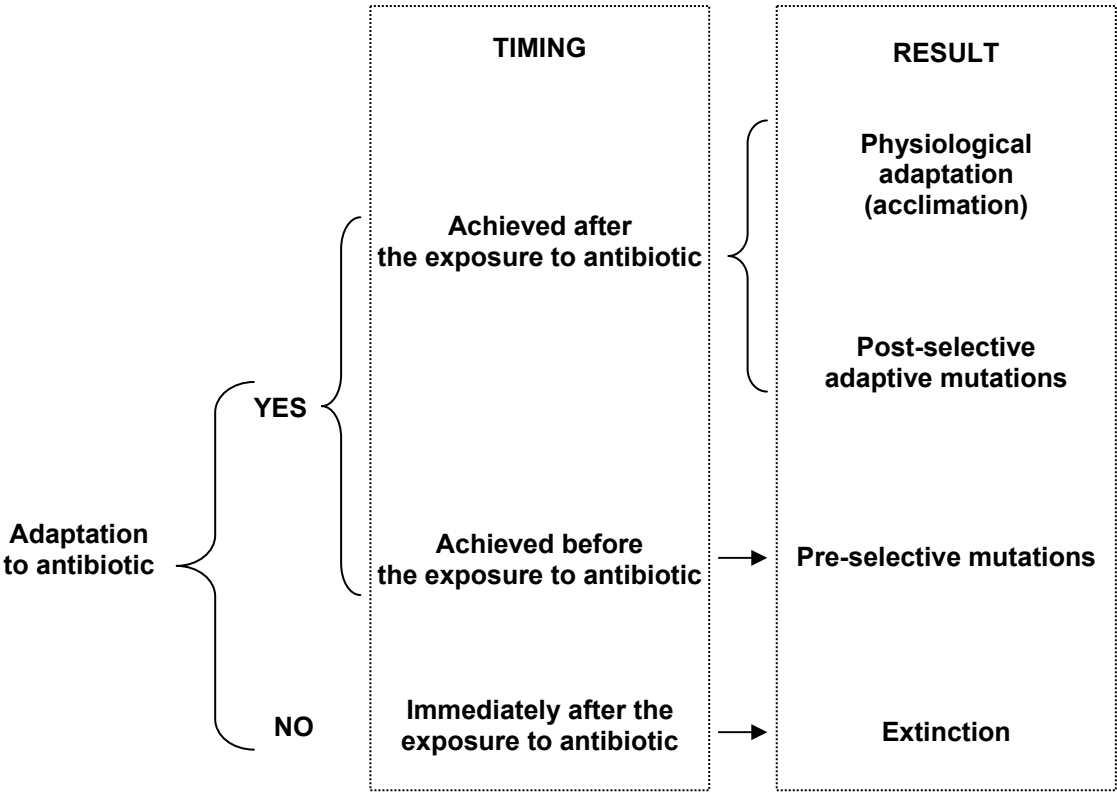 TIMING
RESULT
Physiological
adaptation
(acclimation)
Achieved after
the exposure to antibiotic
Post-selective
adaptive mutations
YES
Adaptation
to antibiotic
Achieved before
the exposure to antibiotic
Pre-selective mutations
NO
Immediately after the
exposure to antibiotic
Extinction